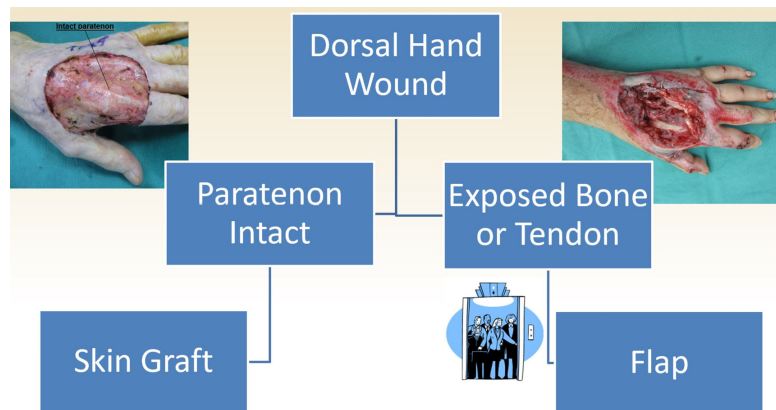 Intact paratenon
Dorsal Hand
Wound
Paratenon
Intact
Exposed Bone
or Tendon
Skin Graft
Flap